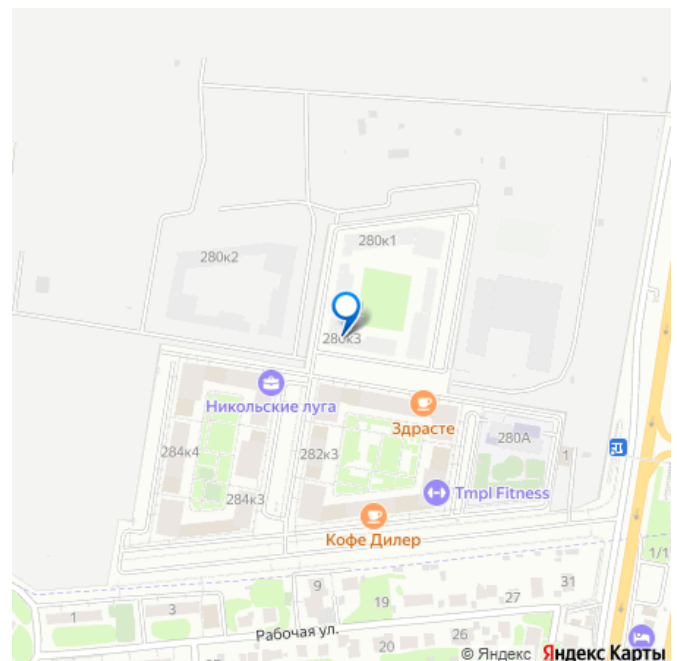 280к1
280к2
280к3
Никольские луга
Здрасте
284к4
282к3
280А
1
284к3
Tmpl Fitness
Кофе Дилер
1/1
9
31
1
3
19
27
Рабочая ул.
20
26
© Яндекс Яндекс Карты